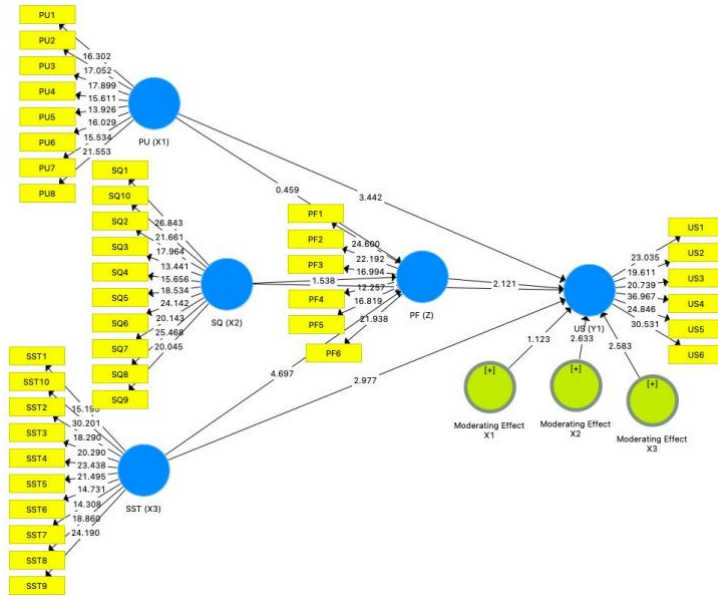 PU1
PU2
PU3
PU4
PU5
PU6
PU7
PU8
16.302
17.052
17.899
15.611
13.926
16.029
15.534
21.553
PU (X1)
SQ1
SQ10
SQ2
SQ3
SQ4
SQ5
SQ6
SQ7
SQ8
SQ9
26.843
21.661
17.964
13.441
15.656
18.534
24.142
20.143
25.468
20.045
SQ (X2)
SST1
SST10
SST2
SST3
SST4
SST5
SST6
SST7
SST8
SST9
30.201
18.290
20.290
23.438
21.495
14.731
14.308
18.860
24.190
SST (X3)
0.459
3.442
1.538
4.697
2.977
2.121
PF1
PF2
PF3
PF4
PF5
PF6
24.600
22.192
16.994
12.257
16.819
21.938
PF (Z)
US1
US2
US3
US4
US5
US6
23.035
19.611
20.739
36.967
24.846
30.531
US (Y1)
1.123
2.633
2.583
[+]
Moderating Effect
X1
[+]
Moderating Effect
X2
[+]
Moderating Effect
X3